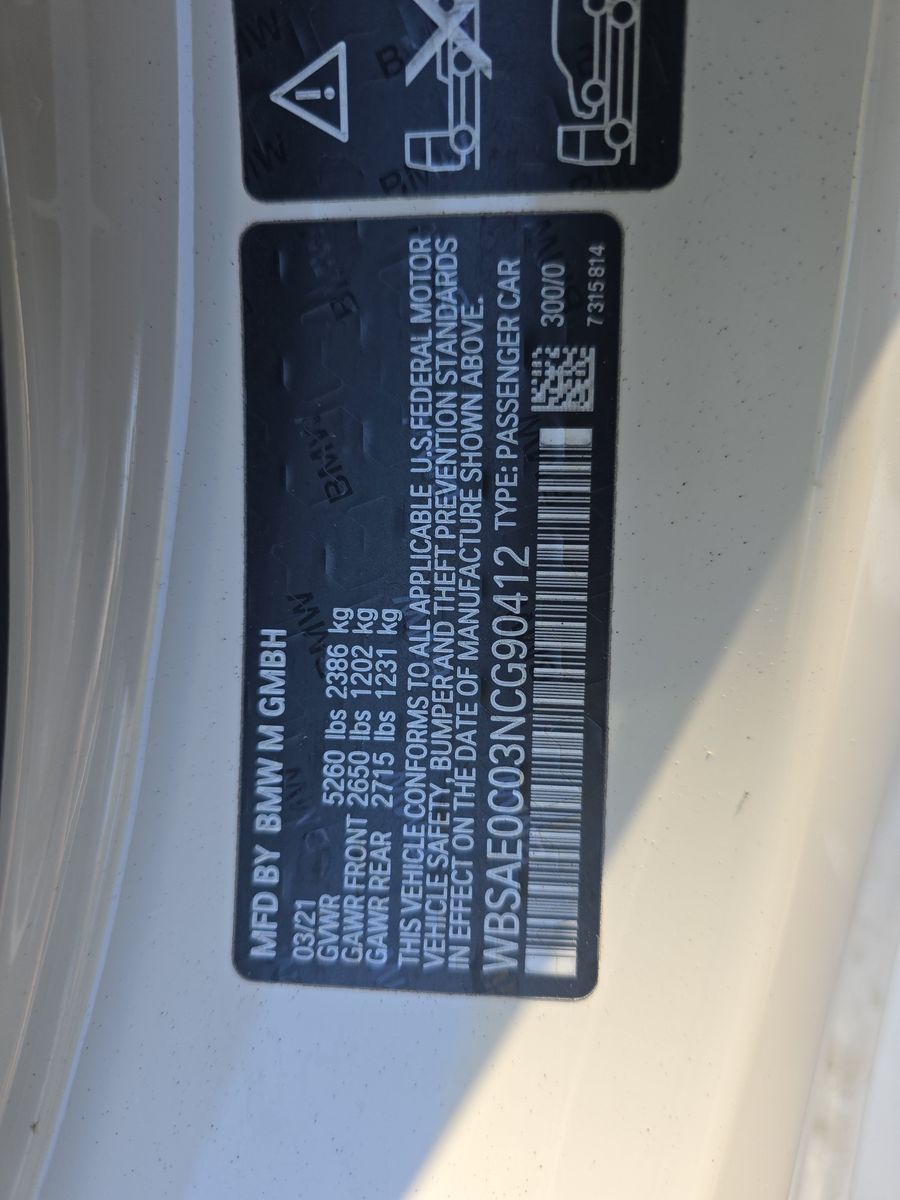 MFD BY BMW M GMBH
03/21
GVWR 5260 lbs 2386 kg
GAWR FRONT 2650 lbs 1202 kg
GAWR REAR 2715 lbs 1231 kg
THIS VEHICLE CONFORMS TO ALL APPLICABLE U.S.FEDERAL MOTOR
VEHICLE SAFETY, BUMPER AND THEFT PREVENTION STANDARDS
IN EFFECT ON THE DATE OF MANUFACTURE SHOWN ABOVE.
WBSAE0C03NCG90412 TYPE: PASSENGER CAR
300/0
7 315 814